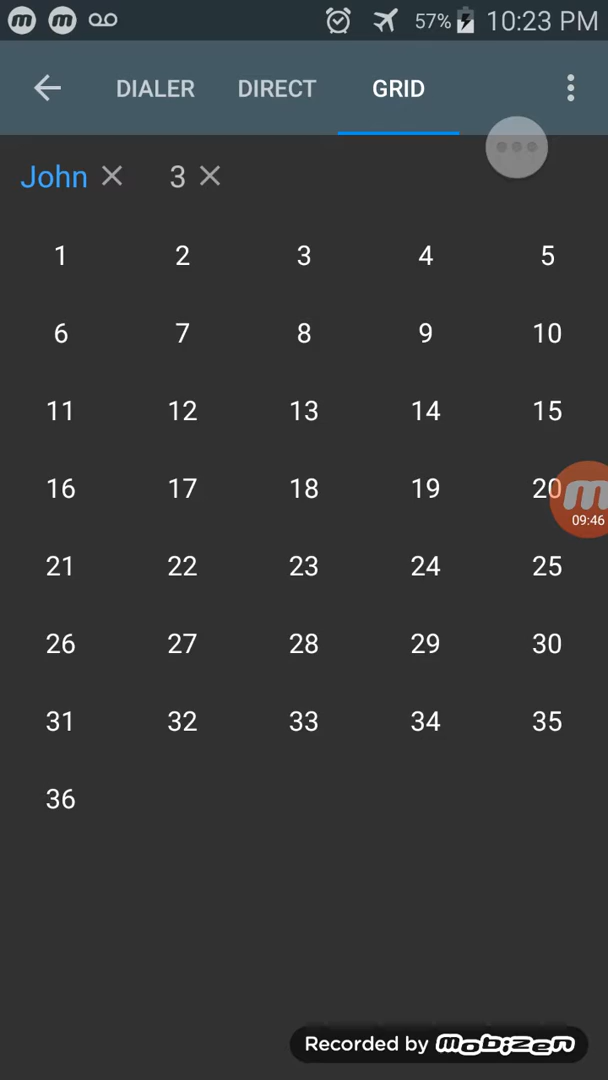 57% 10:23 PM
DIALER DIRECT GRID
John 3
1 2 3 4 5
6 7 8 9 10
11 12 13 14 15
16 17 18 19 20
m
09:46
21 22 23 24 25
26 27 28 29 30
31 32 33 34 35
36
Recorded by mobizen